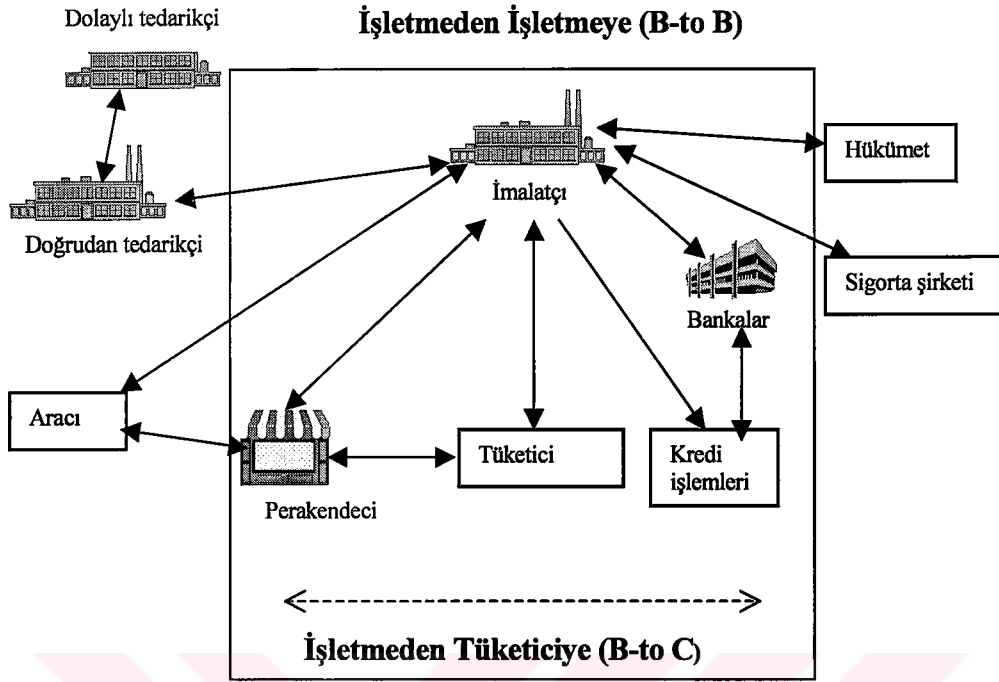 Dolaylı tedarikçi
İşletmeden İşletmeye (B-to B)
Hükümet
İmalatçı
Doğrudan tedarikçi
Sigorta şirketi
Bankalar
Aracı
Tüketici
Kredi
işlemleri
Perakendeci
İşletmeden Tüketiciye (B-to C)